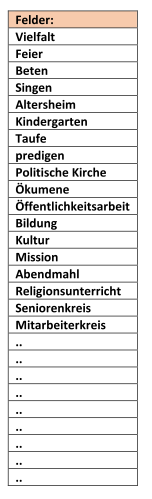 Felder:
Vielfalt
Feier
Beten
Singen
Altersheim
Kindergarten
Taufe
predigen
Politische Kirche
Ökumene
Öffentlichkeitsarbeit
Bildung
Kultur
Mission
Abendmahl
Religionsunterricht
Seniorenkreis
Mitarbeiterkreis
..
..
..
..
..
..
..
..
..